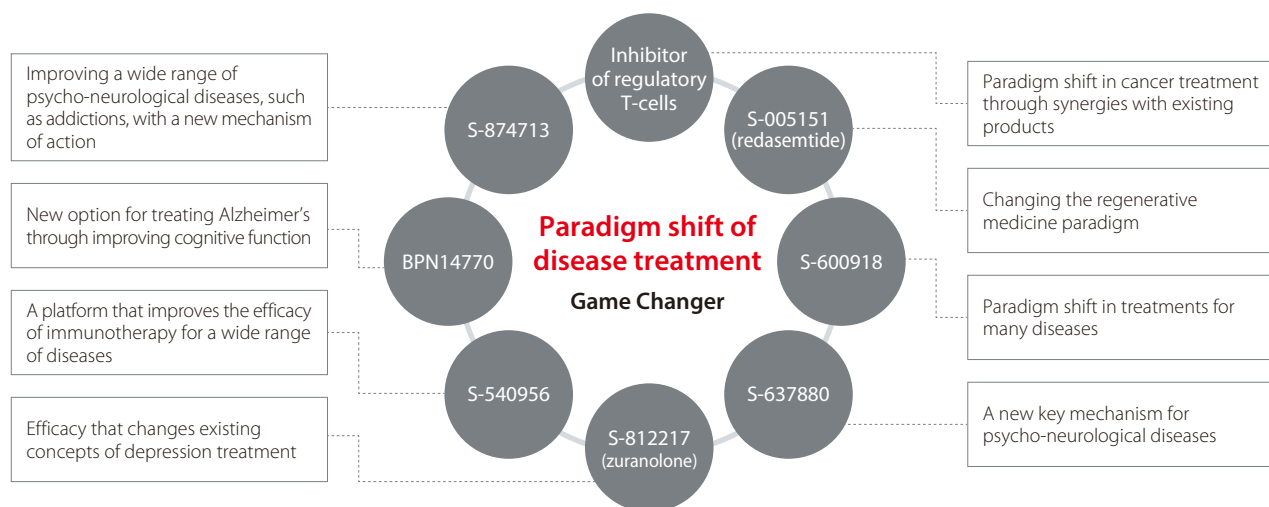 Improving a wide range of
psycho-neurological diseases, such
as addictions, with a new mechanism
of action
New option for treating Alzheimer’s
through improving cognitive function
A platform that improves the efficacy
of immunotherapy for a wide range
of diseases
Efficacy that changes existing
concepts of depression treatment
Inhibitor
of regulatory
T-cells
S-874713
S-005151
(redasemtide)
BPN14770
Paradigm shift of
disease treatment
Game Changer
S-600918
S-540956
S-637880
S-812217
(zuranolone)
Paradigm shift in cancer treatment
through synergies with existing
products
Changing the regenerative
medicine paradigm
Paradigm shift in treatments for
many diseases
A new key mechanism for
psycho-neurological diseases